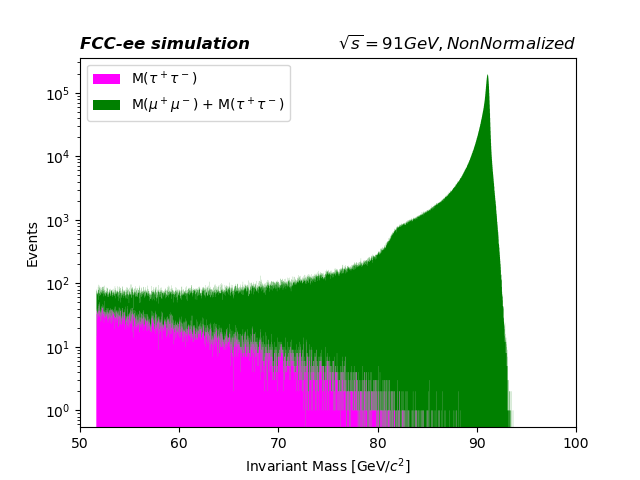 FCC-ee simulation
√s = 91GeV, NonNormalized
M(τ⁺τ⁻)
M(μ⁺μ⁻) + M(τ⁺τ⁻)
Events
10⁵
10⁴
10³
10²
10¹
10⁰
50 60 70 80 90 100
Invariant Mass [GeV/c²]